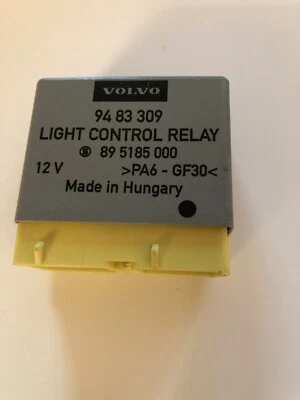 VOLVO
94 83 309
LIGHT CONTROL RELAY
89 5185 000
12 V >PA6 - GF30<
Made in Hungary